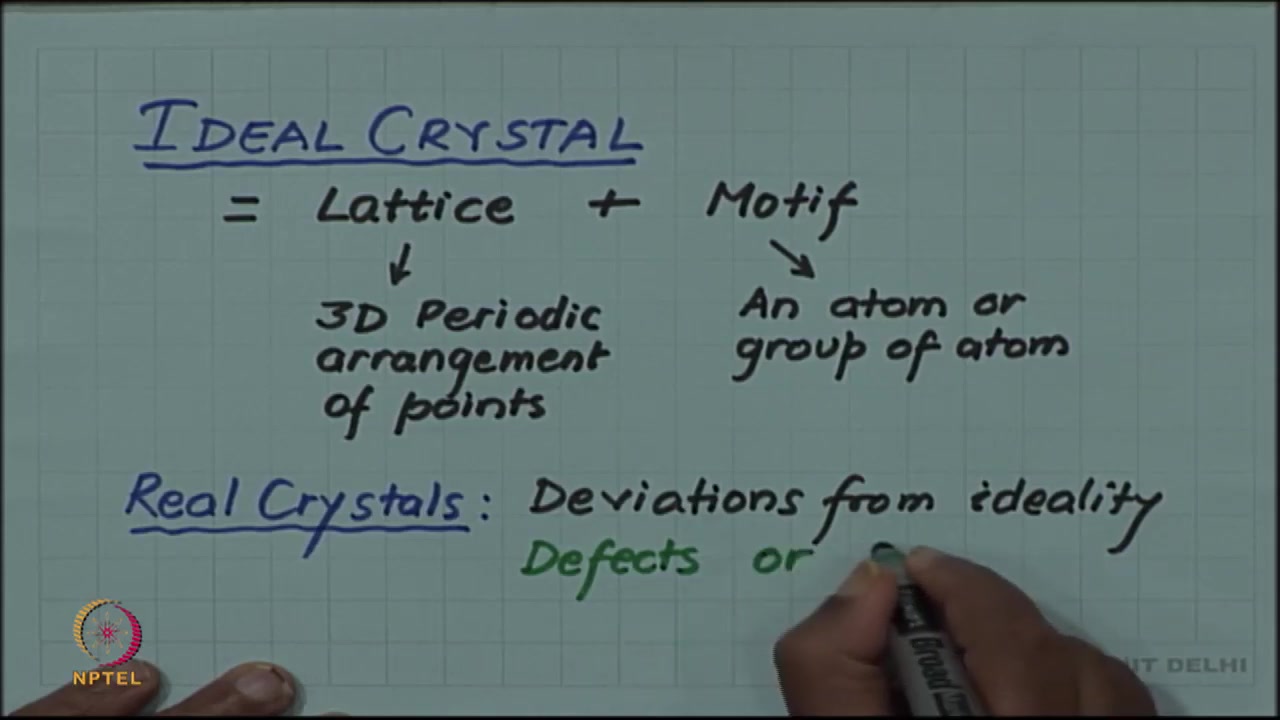 IDEAL CRYSTAL
= Lattice + Motif
3D Periodic An atom or
arrangement group of atom
of points
Real Crystals: Deviations from ideality
Defects or
NPTEL
IIT DELHI
Broad